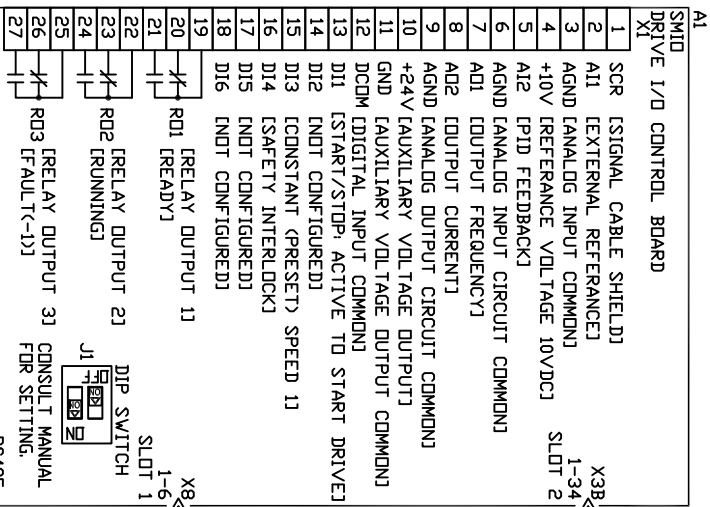 A1
SMIO
DRIVE I/O CONTROL BOARD
X1
1 SCR [SIGNAL CABLE SHIELD]
2 AI1 [EXTERNAL REFERANCE]
3 AGND [ANALOG INPUT COMMON]
4 +10V [REFERANCE VOLTAGE 10VDC]
5 AI2 [PID FEEDBACK]
6 AGND [ANALOG INPUT CIRCUIT COMMON]
7 AO1 [OUTPUT FREQUENCY]
8 AO2 [OUTPUT CURRENT]
9 AGND [ANALOG OUTPUT CIRCUIT COMMON]
10 +24V [AUXILIARY VOLTAGE OUTPUT]
11 GND [AUXILIARY VOLTAGE OUTPUT COMMON]
12 DCOM [DIGITAL INPUT COMMON]
13 DI1 [START/STOP: ACTIVE TO START DRIVE]
14 DI2 [NOT CONFIGURED]
15 DI3 [CONSTANT (PRESET) SPEED 1]
16 DI4 [SAFETY INTERLOCK]
17 DI5 [NOT CONFIGURED]
18 DI6 [NOT CONFIGURED]
19
20 RO1 [RELAY OUTPUT 1]
21 [READY]
22
23 RO2 [RELAY OUTPUT 2]
24 [RUNNING]
25
26 RO3 [RELAY OUTPUT 3]
27 [FAULT(-1)]
X3B
1-34
SLOT 2
X8
1-6
SLOT 1
DIP SWITCH
J1
OFF
ON
CONSULT MANUAL
FOR SETTING.